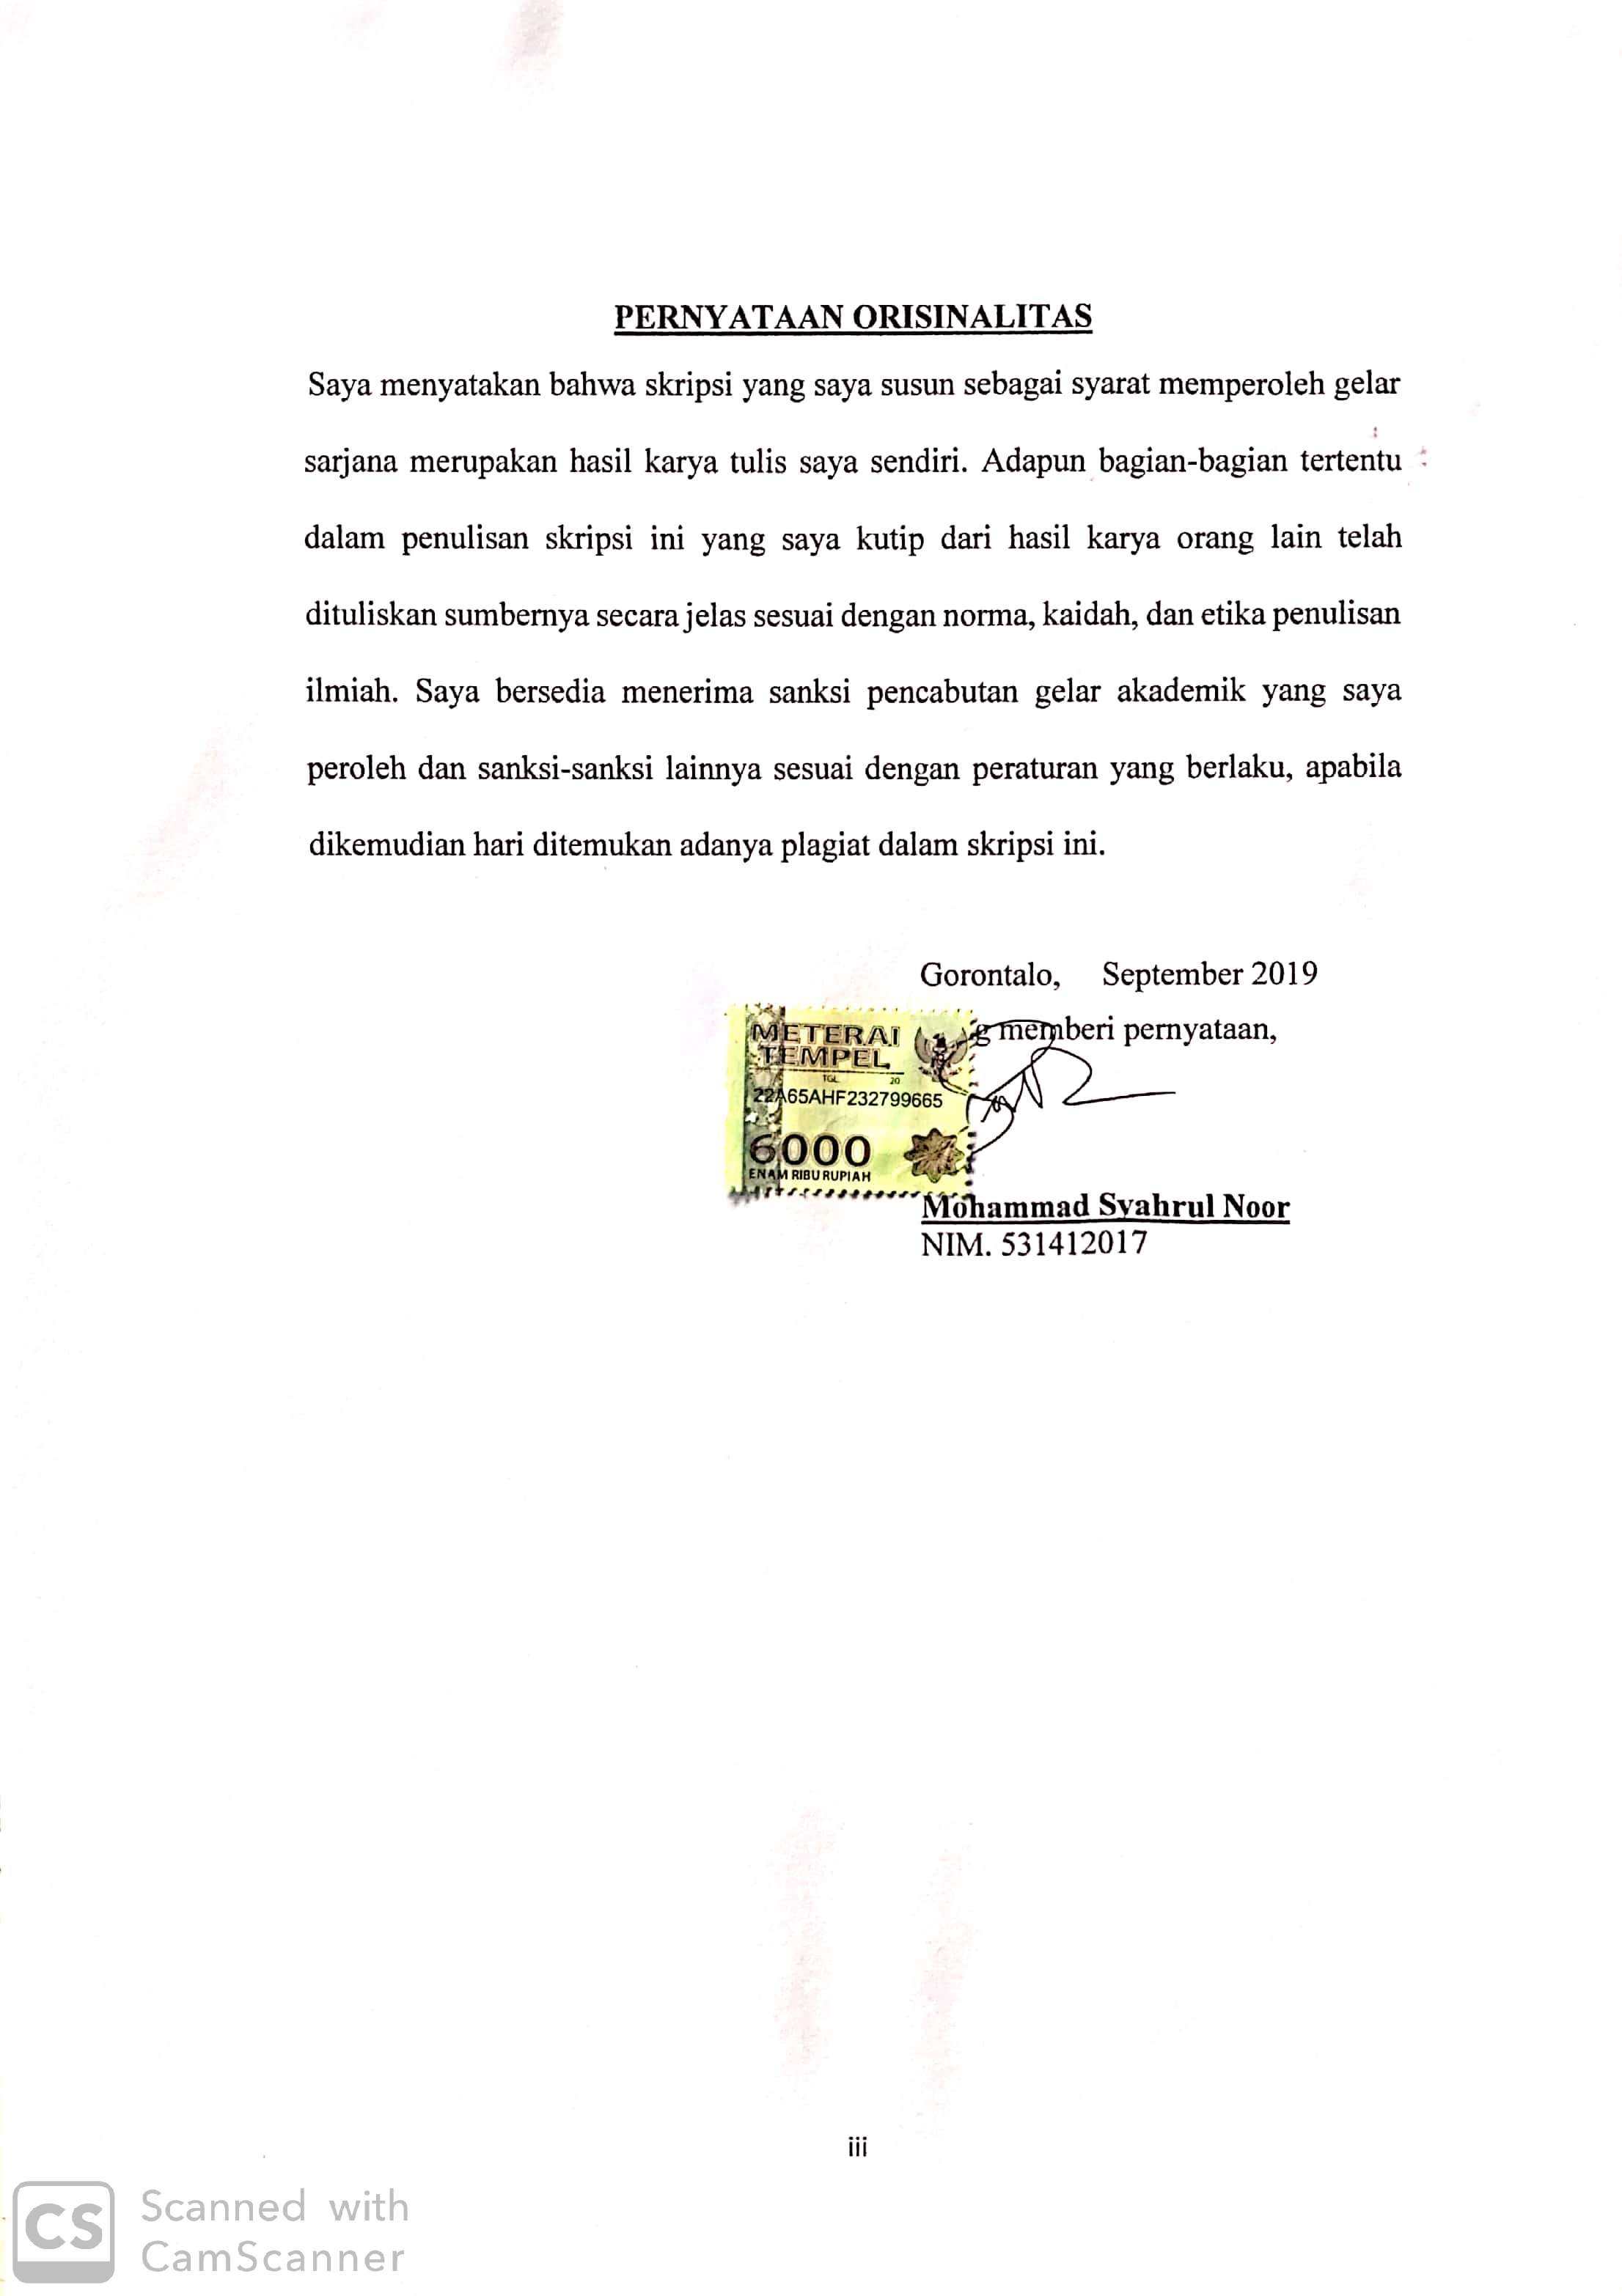 PERNYATAAN ORISINALITAS
Saya menyatakan bahwa skripsi yang saya susun sebagai syarat memperoleh gelar
sarjana merupakan hasil karya tulis saya sendiri. Adapun bagian-bagian tertentu
dalam penulisan skripsi ini yang saya kutip dari hasil karya orang lain telah
dituliskan sumbernya secara jelas sesuai dengan norma, kaidah, dan etika penulisan
ilmiah. Saya bersedia menerima sanksi pencabutan gelar akademik yang saya
peroleh dan sanksi-sanksi lainnya sesuai dengan peraturan yang berlaku, apabila
dikemudian hari ditemukan adanya plagiat dalam skripsi ini.
Gorontalo, September 2019
g memberi pernyataan,
METERAI
TEMPEL
TGL 20
22A65AHF232799665
6000
ENAM RIBU RUPIAH
Mohammad Syahrul Noor
NIM. 531412017
iii
CS
Scanned with
CamScanner